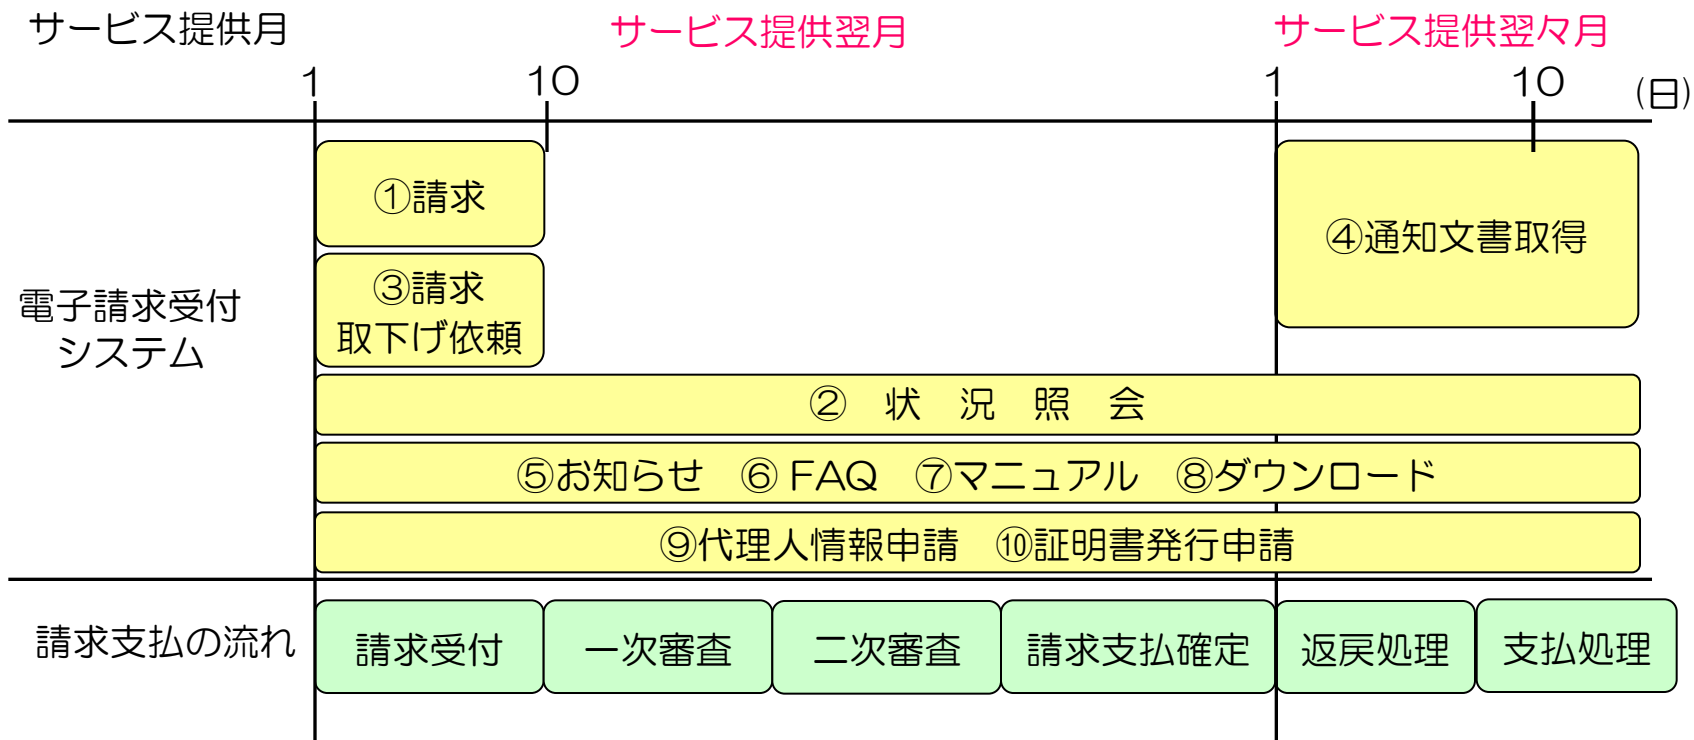 サービス提供月
サービス提供翌月
サービス提供翌々月
1
10
1
10
(日)
①請求
④通知文書取得
③請求
取下げ依頼
電子請求受付
システム
② 状 況 照 会
⑤お知らせ ⑥ FAQ ⑦マニュアル ⑧ダウンロード
⑨代理人情報申請 ⑩証明書発行申請
請求支払の流れ
請求受付
一次審査
二次審査
請求支払確定
返戻処理
支払処理